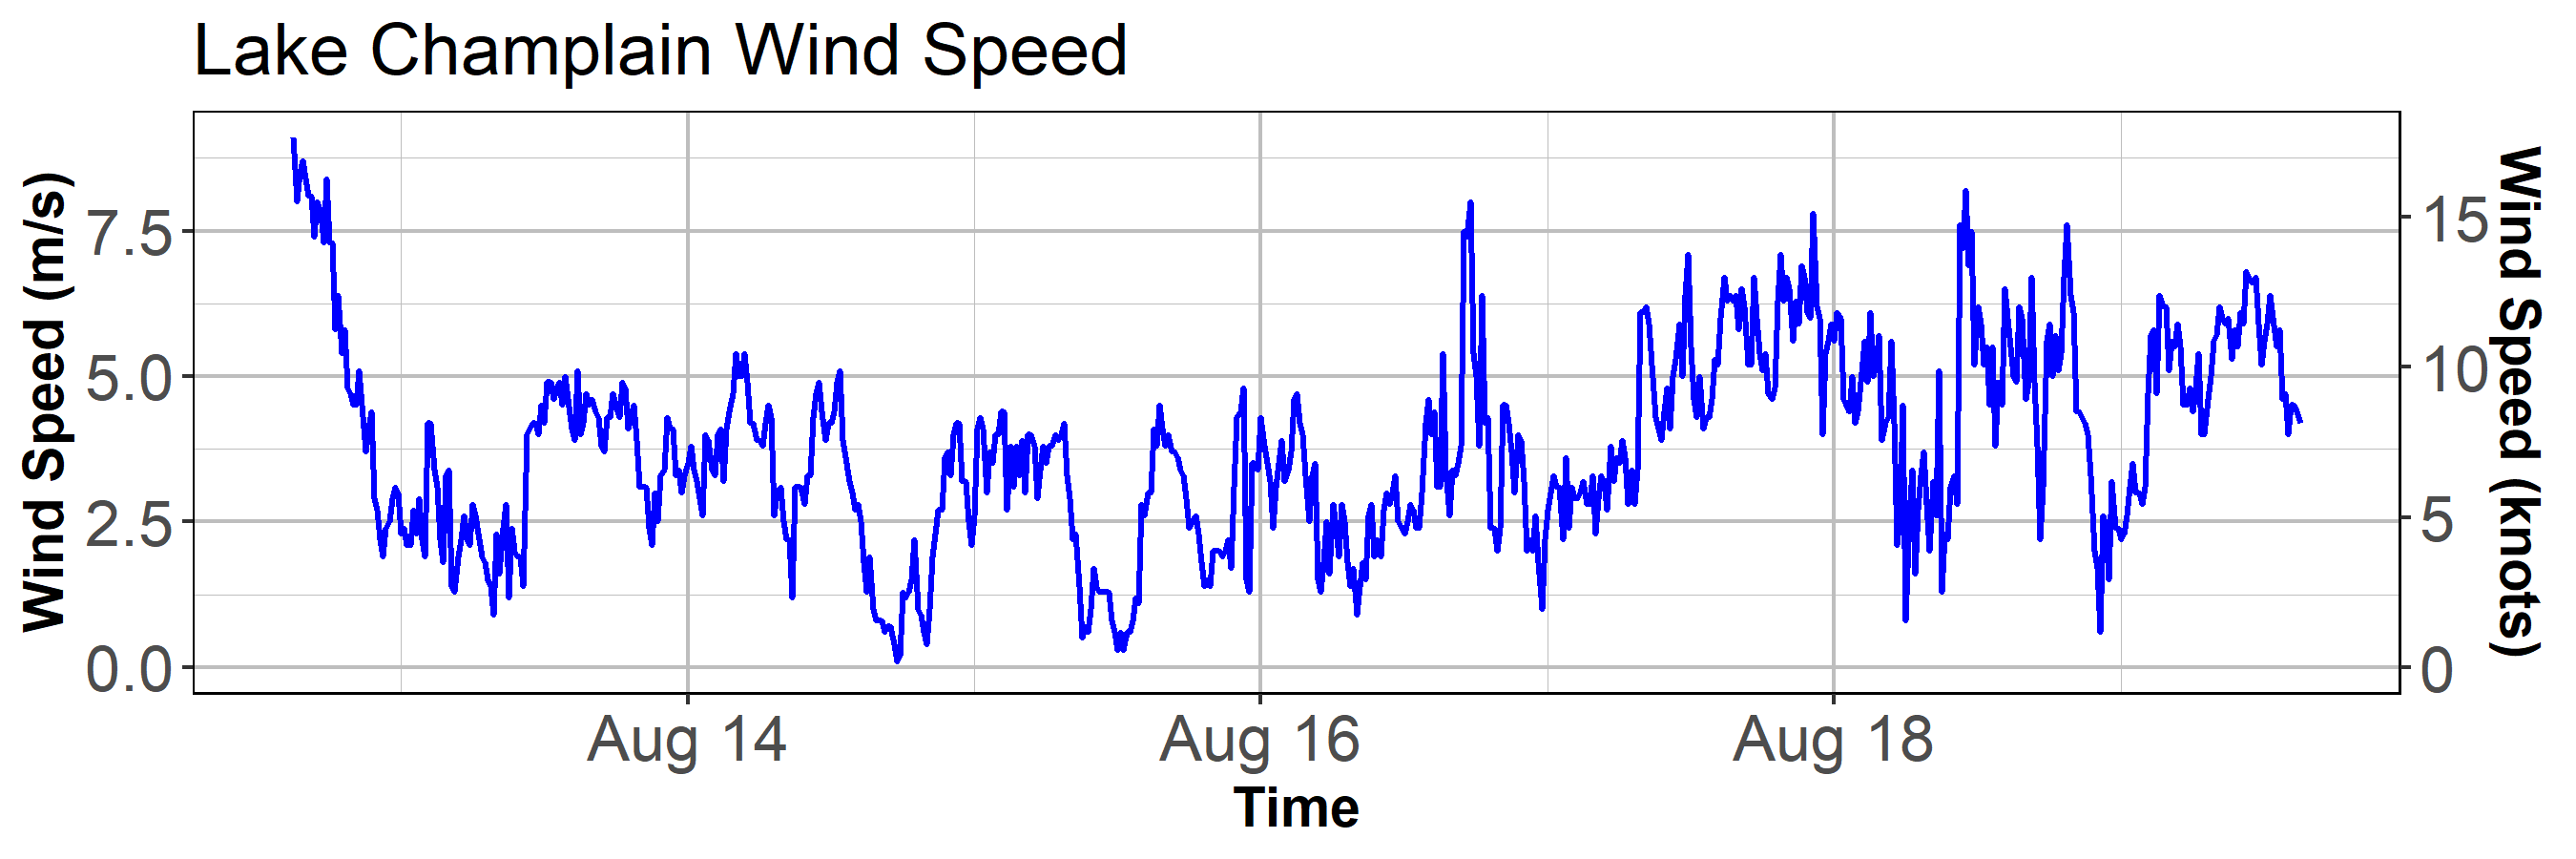 Lake Champlain Wind Speed
Wind Speed (m/s)
7.5
5.0
2.5
0.0
15
10
5
0
Wind Speed (knots)
Aug 14
Aug 16
Aug 18
Time